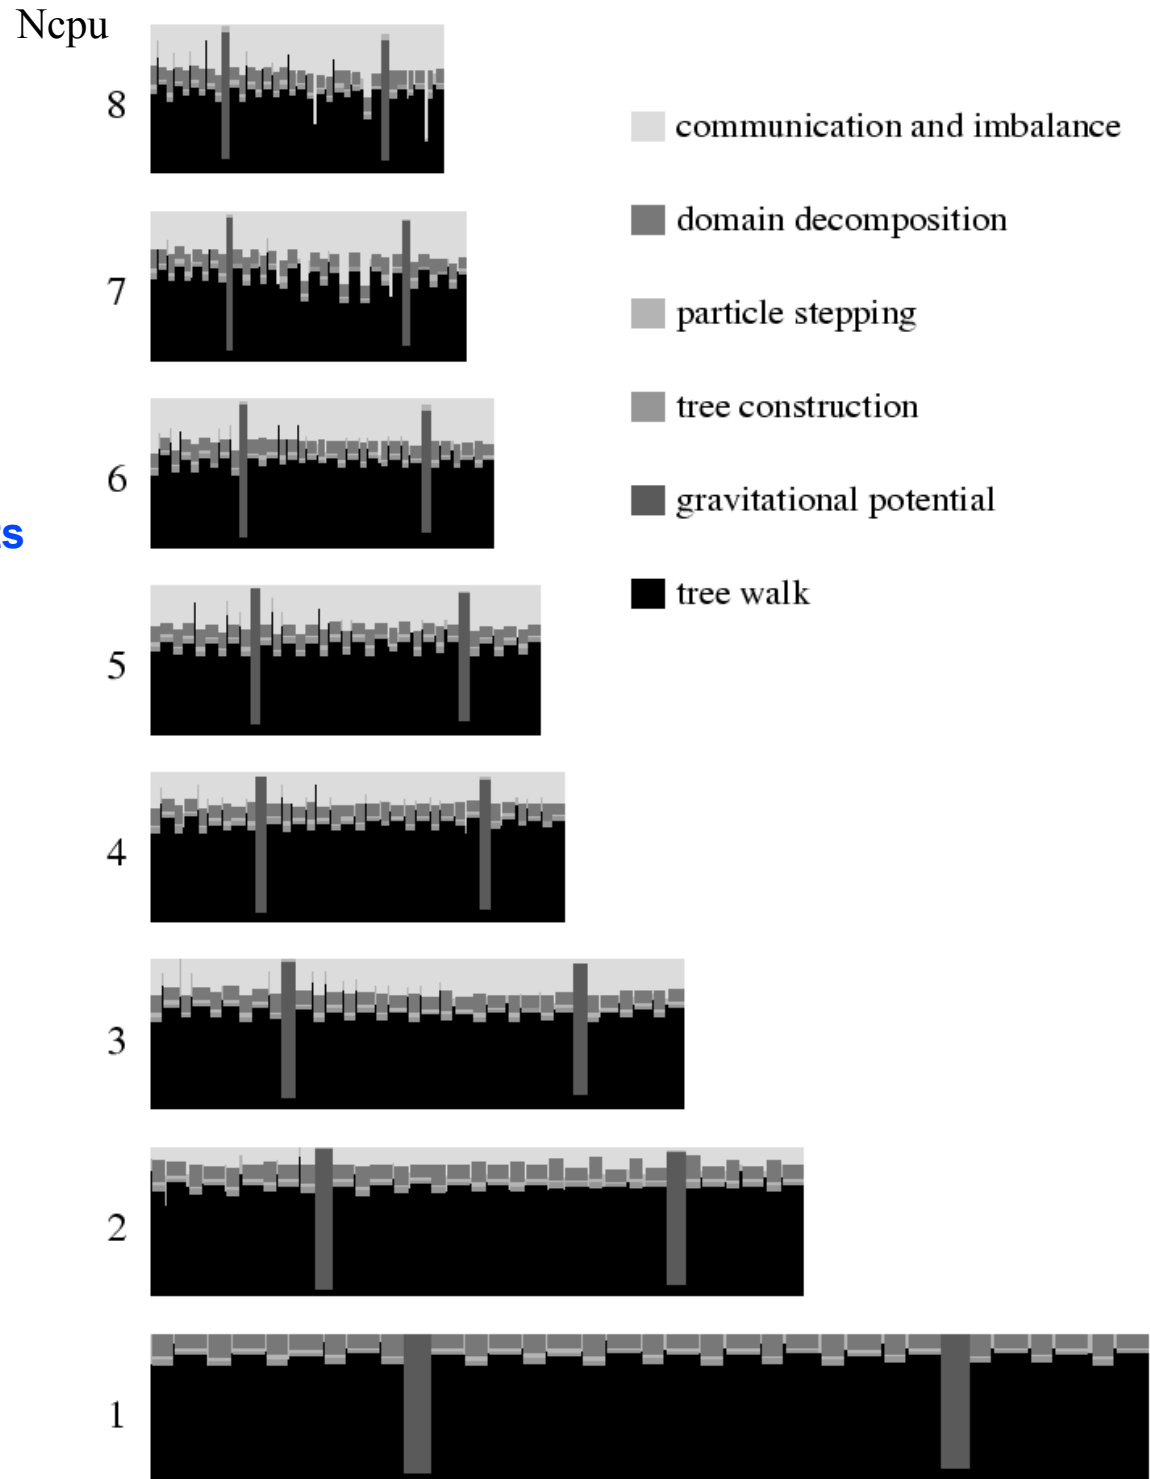 Ncpu
8
communication and imbalance
domain decomposition
7
particle stepping
tree construction
6
gravitational potential
tree walk
5
4
3
2
1